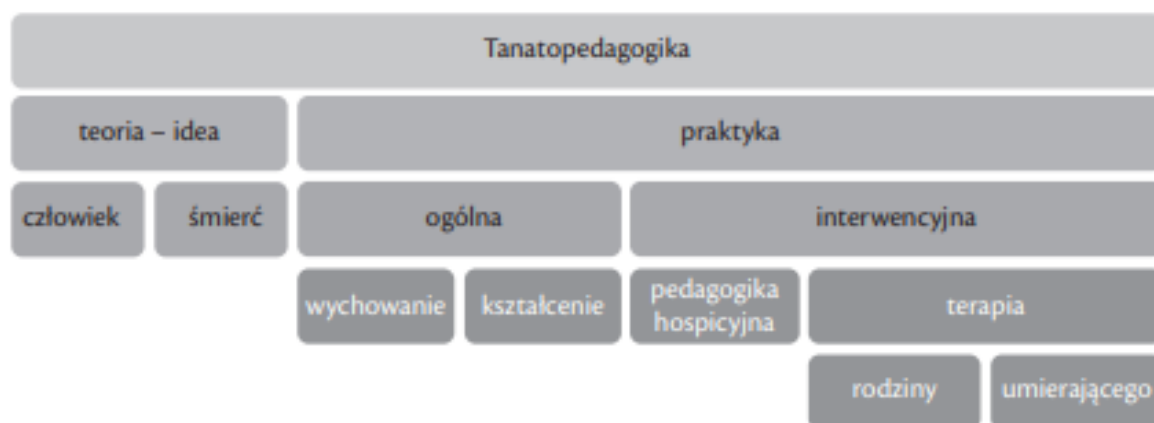 Tanatopedagogika
teoria – idea
praktyka
człowiek
śmierć
ogólna
interwencyjna
wychowanie
kształcenie
pedagogika
hospicyjna
terapia
rodziny
umierającego